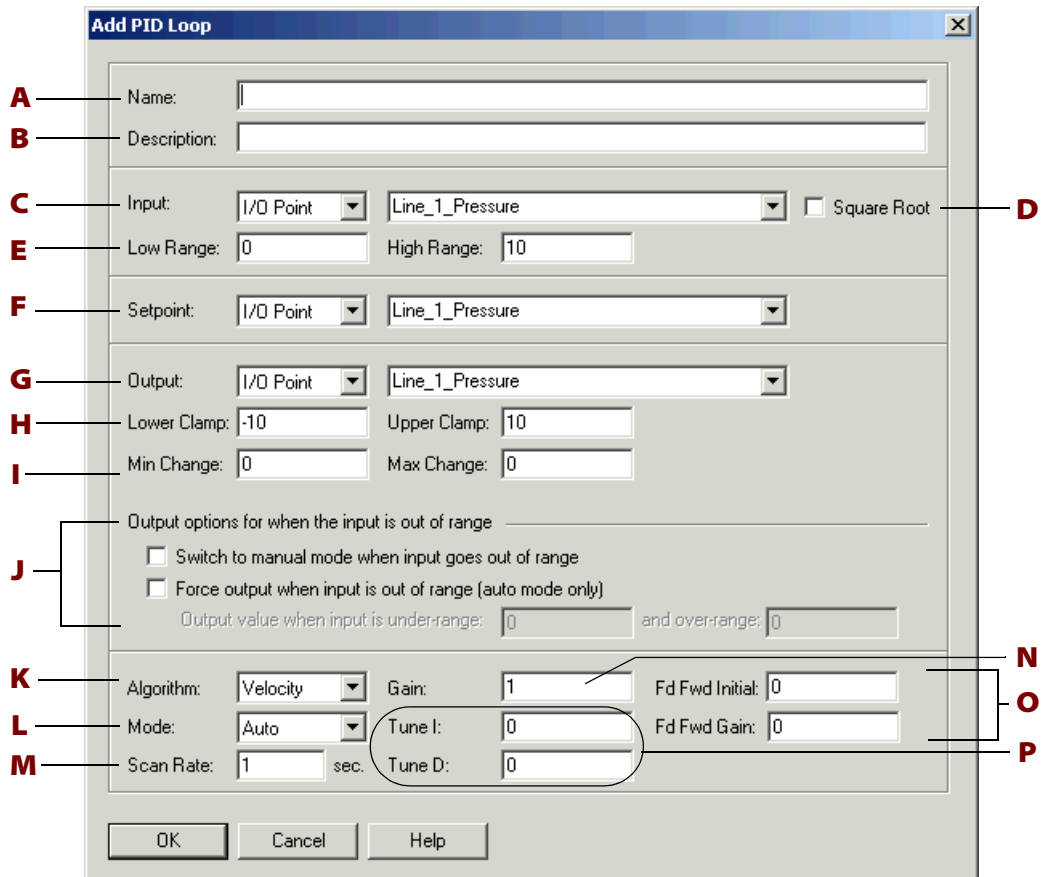 Add PID Loop
A Name:
B Description:
C Input: I/O Point Line_1_Pressure Square Root D
E Low Range: 0 High Range: 10
F Setpoint: I/O Point Line_1_Pressure
G Output: I/O Point Line_1_Pressure
H Lower Clamp: -10 Upper Clamp: 10
I Min Change: 0 Max Change: 0
Output options for when the input is out of range
J Switch to manual mode when input goes out of range
Force output when input is out of range (auto mode only)
Output value when input is under-range: 0 and over-range: 0
K Algorithm: Velocity Gain: 1 Fd Fwd Initial: 0 N
L Mode: Auto Tune I: 0 Fd Fwd Gain: 0 O
M Scan Rate: 1 sec. Tune D: 0 P
OK Cancel Help